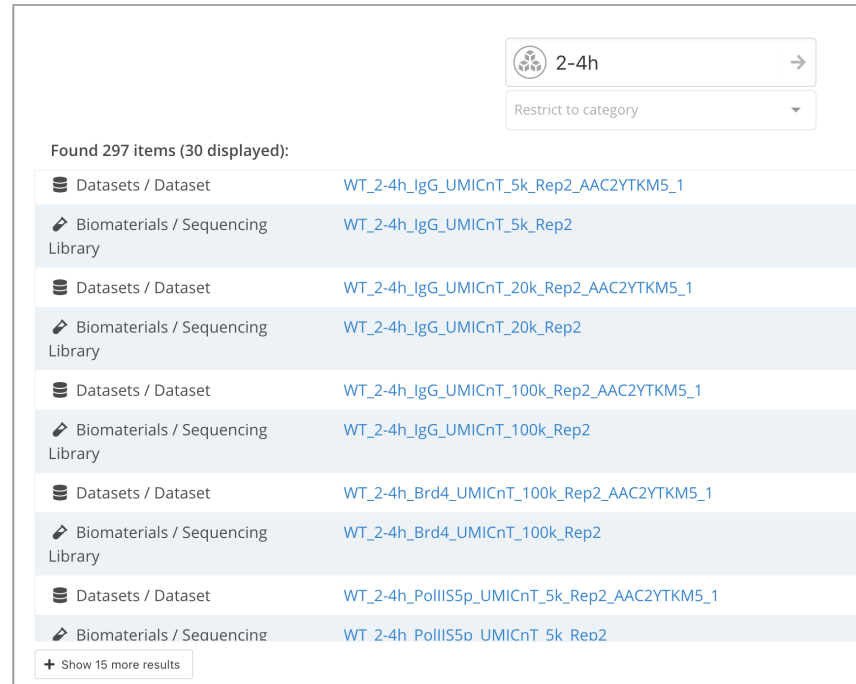 2-4h
Restrict to category
Found 297 items (30 displayed):
Datasets / Dataset WT_2-4h_IgG_UMICnT_5k_Rep2_AAC2YTKM5_1
Biomaterials / Sequencing WT_2-4h_IgG_UMICnT_5k_Rep2
Library
Datasets / Dataset WT_2-4h_IgG_UMICnT_20k_Rep2_AAC2YTKM5_1
Biomaterials / Sequencing WT_2-4h_IgG_UMICnT_20k_Rep2
Library
Datasets / Dataset WT_2-4h_IgG_UMICnT_100k_Rep2_AAC2YTKM5_1
Biomaterials / Sequencing WT_2-4h_IgG_UMICnT_100k_Rep2
Library
Datasets / Dataset WT_2-4h_Brd4_UMICnT_100k_Rep2_AAC2YTKM5_1
Biomaterials / Sequencing WT_2-4h_Brd4_UMICnT_100k_Rep2
Library
Datasets / Dataset WT_2-4h_PolIIS5p_UMICnT_5k_Rep2_AAC2YTKM5_1
Biomaterials / Sequencing WT_2-4h_PolIIS5p_UMICnT_5k_Rep2
+ Show 15 more results